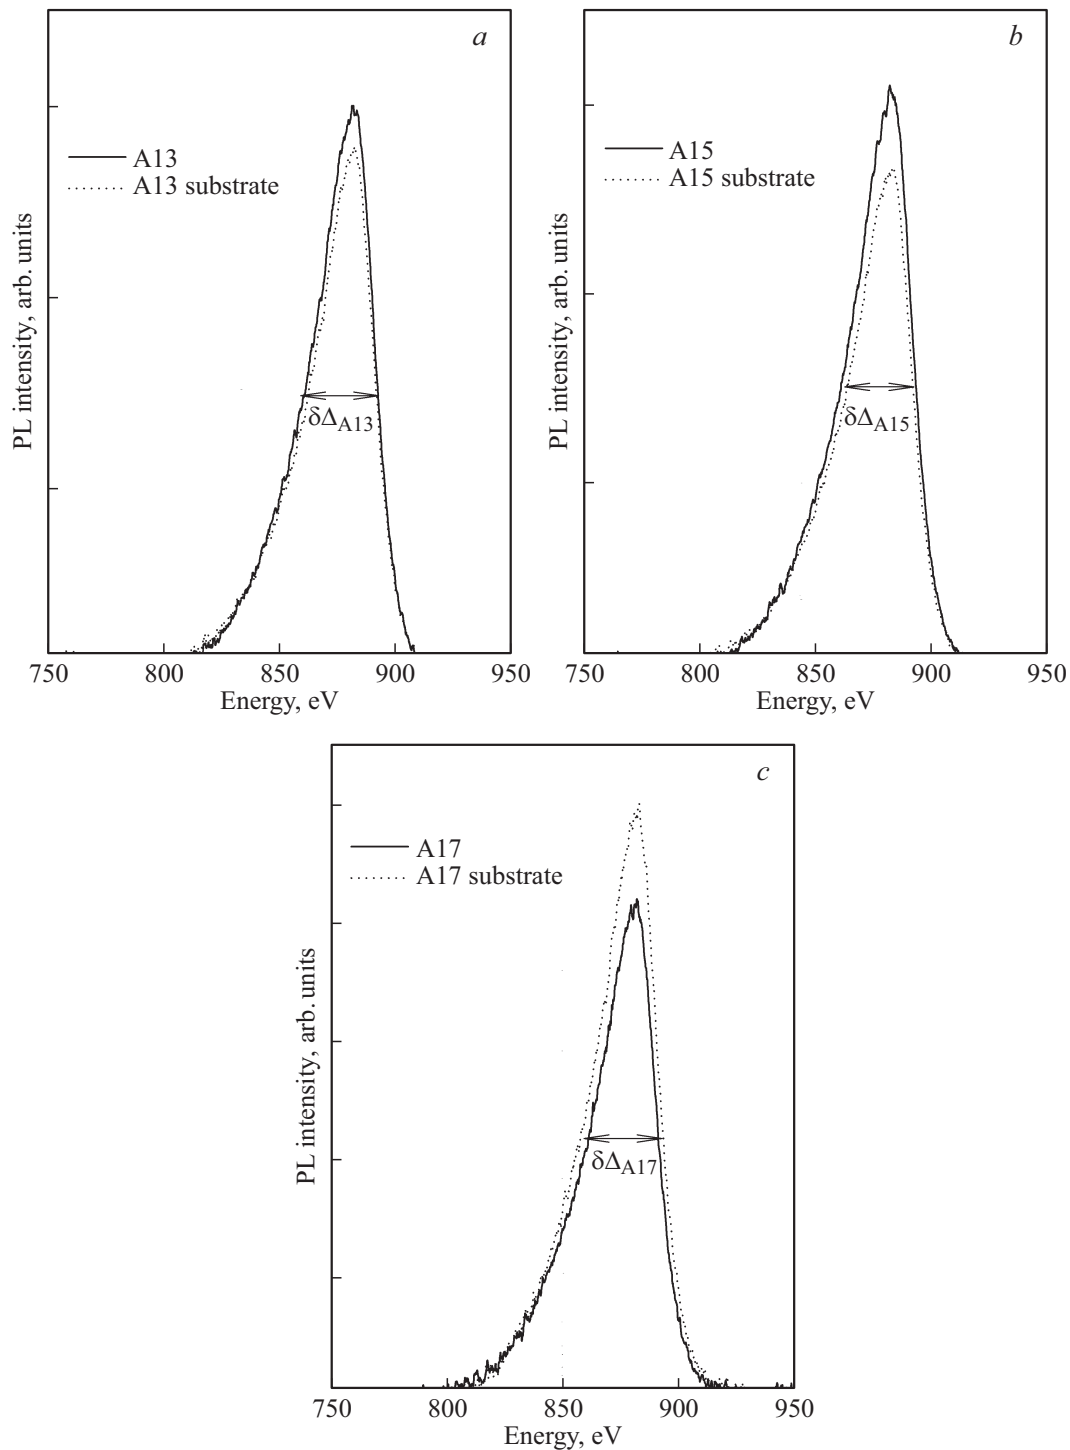 a
A13
A13 substrate
PL intensity, arb. units
δΔA13
750 800 850 900 950
Energy, eV
b
A15
A15 substrate
PL intensity, arb. units
δΔA15
750 800 850 900 950
Energy, eV
c
A17
A17 substrate
PL intensity, arb. units
δΔA17
750 800 850 900 950
Energy, eV